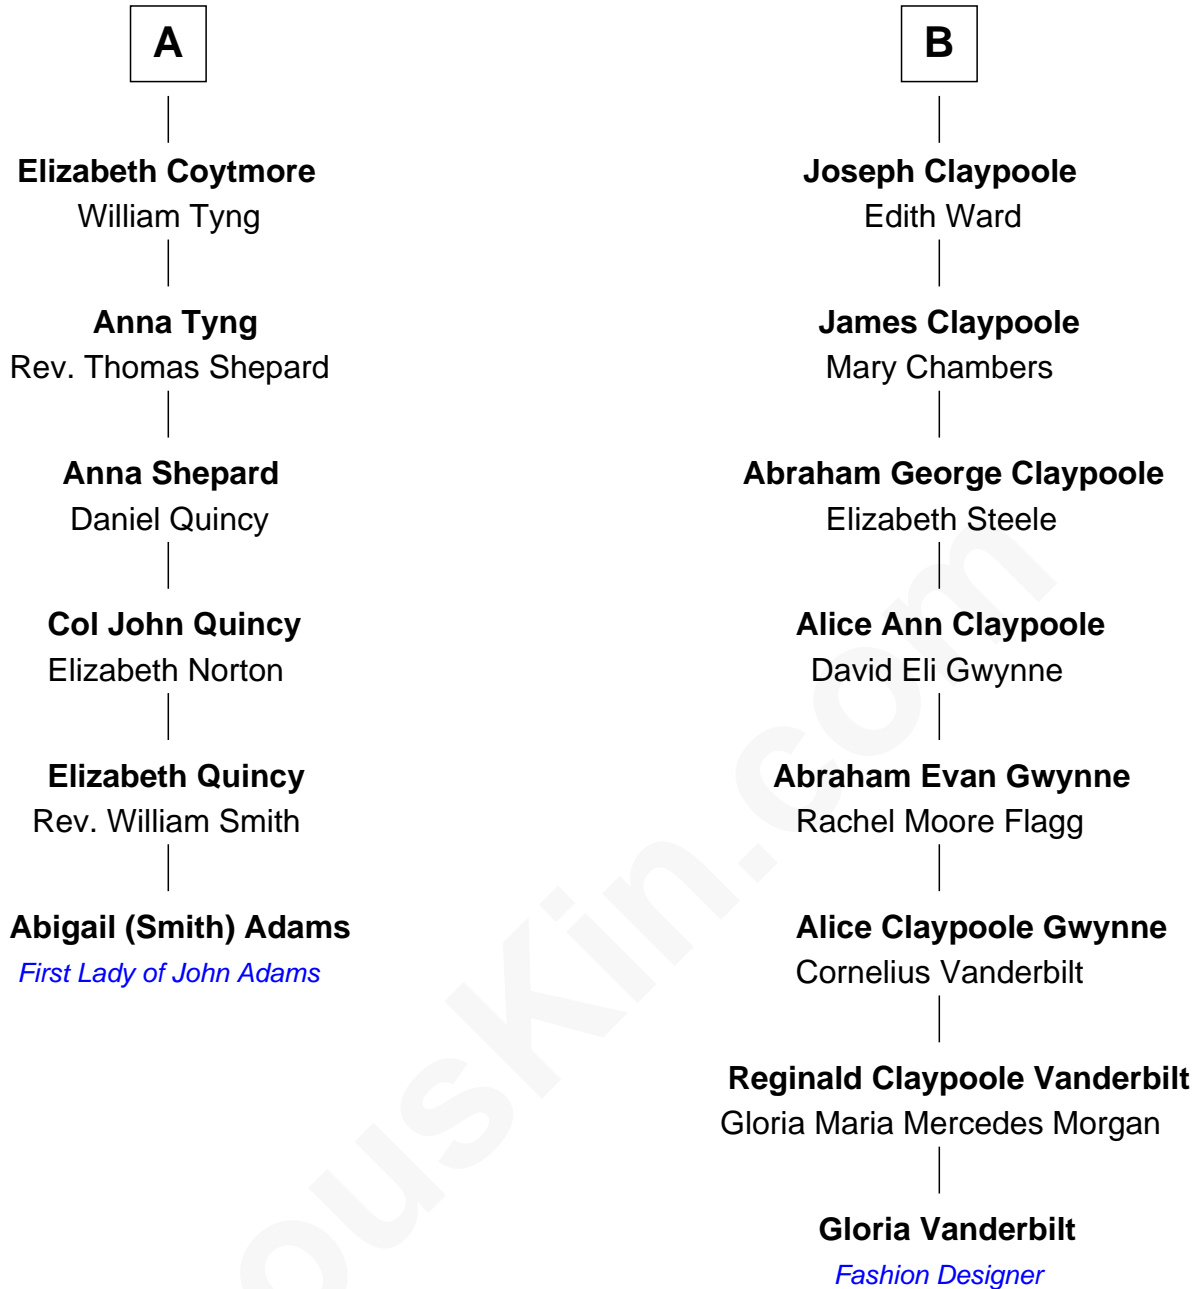 A
Elizabeth Coytmore
William Tyng
Anna Tyng
Rev. Thomas Shepard
Anna Shepard
Daniel Quincy
Col John Quincy
Elizabeth Norton
Elizabeth Quincy
Rev. William Smith
Abigail (Smith) Adams
First Lady of John Adams
B
Joseph Claypoole
Edith Ward
James Claypoole
Mary Chambers
Abraham George Claypoole
Elizabeth Steele
Alice Ann Claypoole
David Eli Gwynne
Abraham Evan Gwynne
Rachel Moore Flagg
Alice Claypoole Gwynne
Cornelius Vanderbilt
Reginald Claypoole Vanderbilt
Gloria Maria Mercedes Morgan
Gloria Vanderbilt
Fashion Designer
ousKin.com